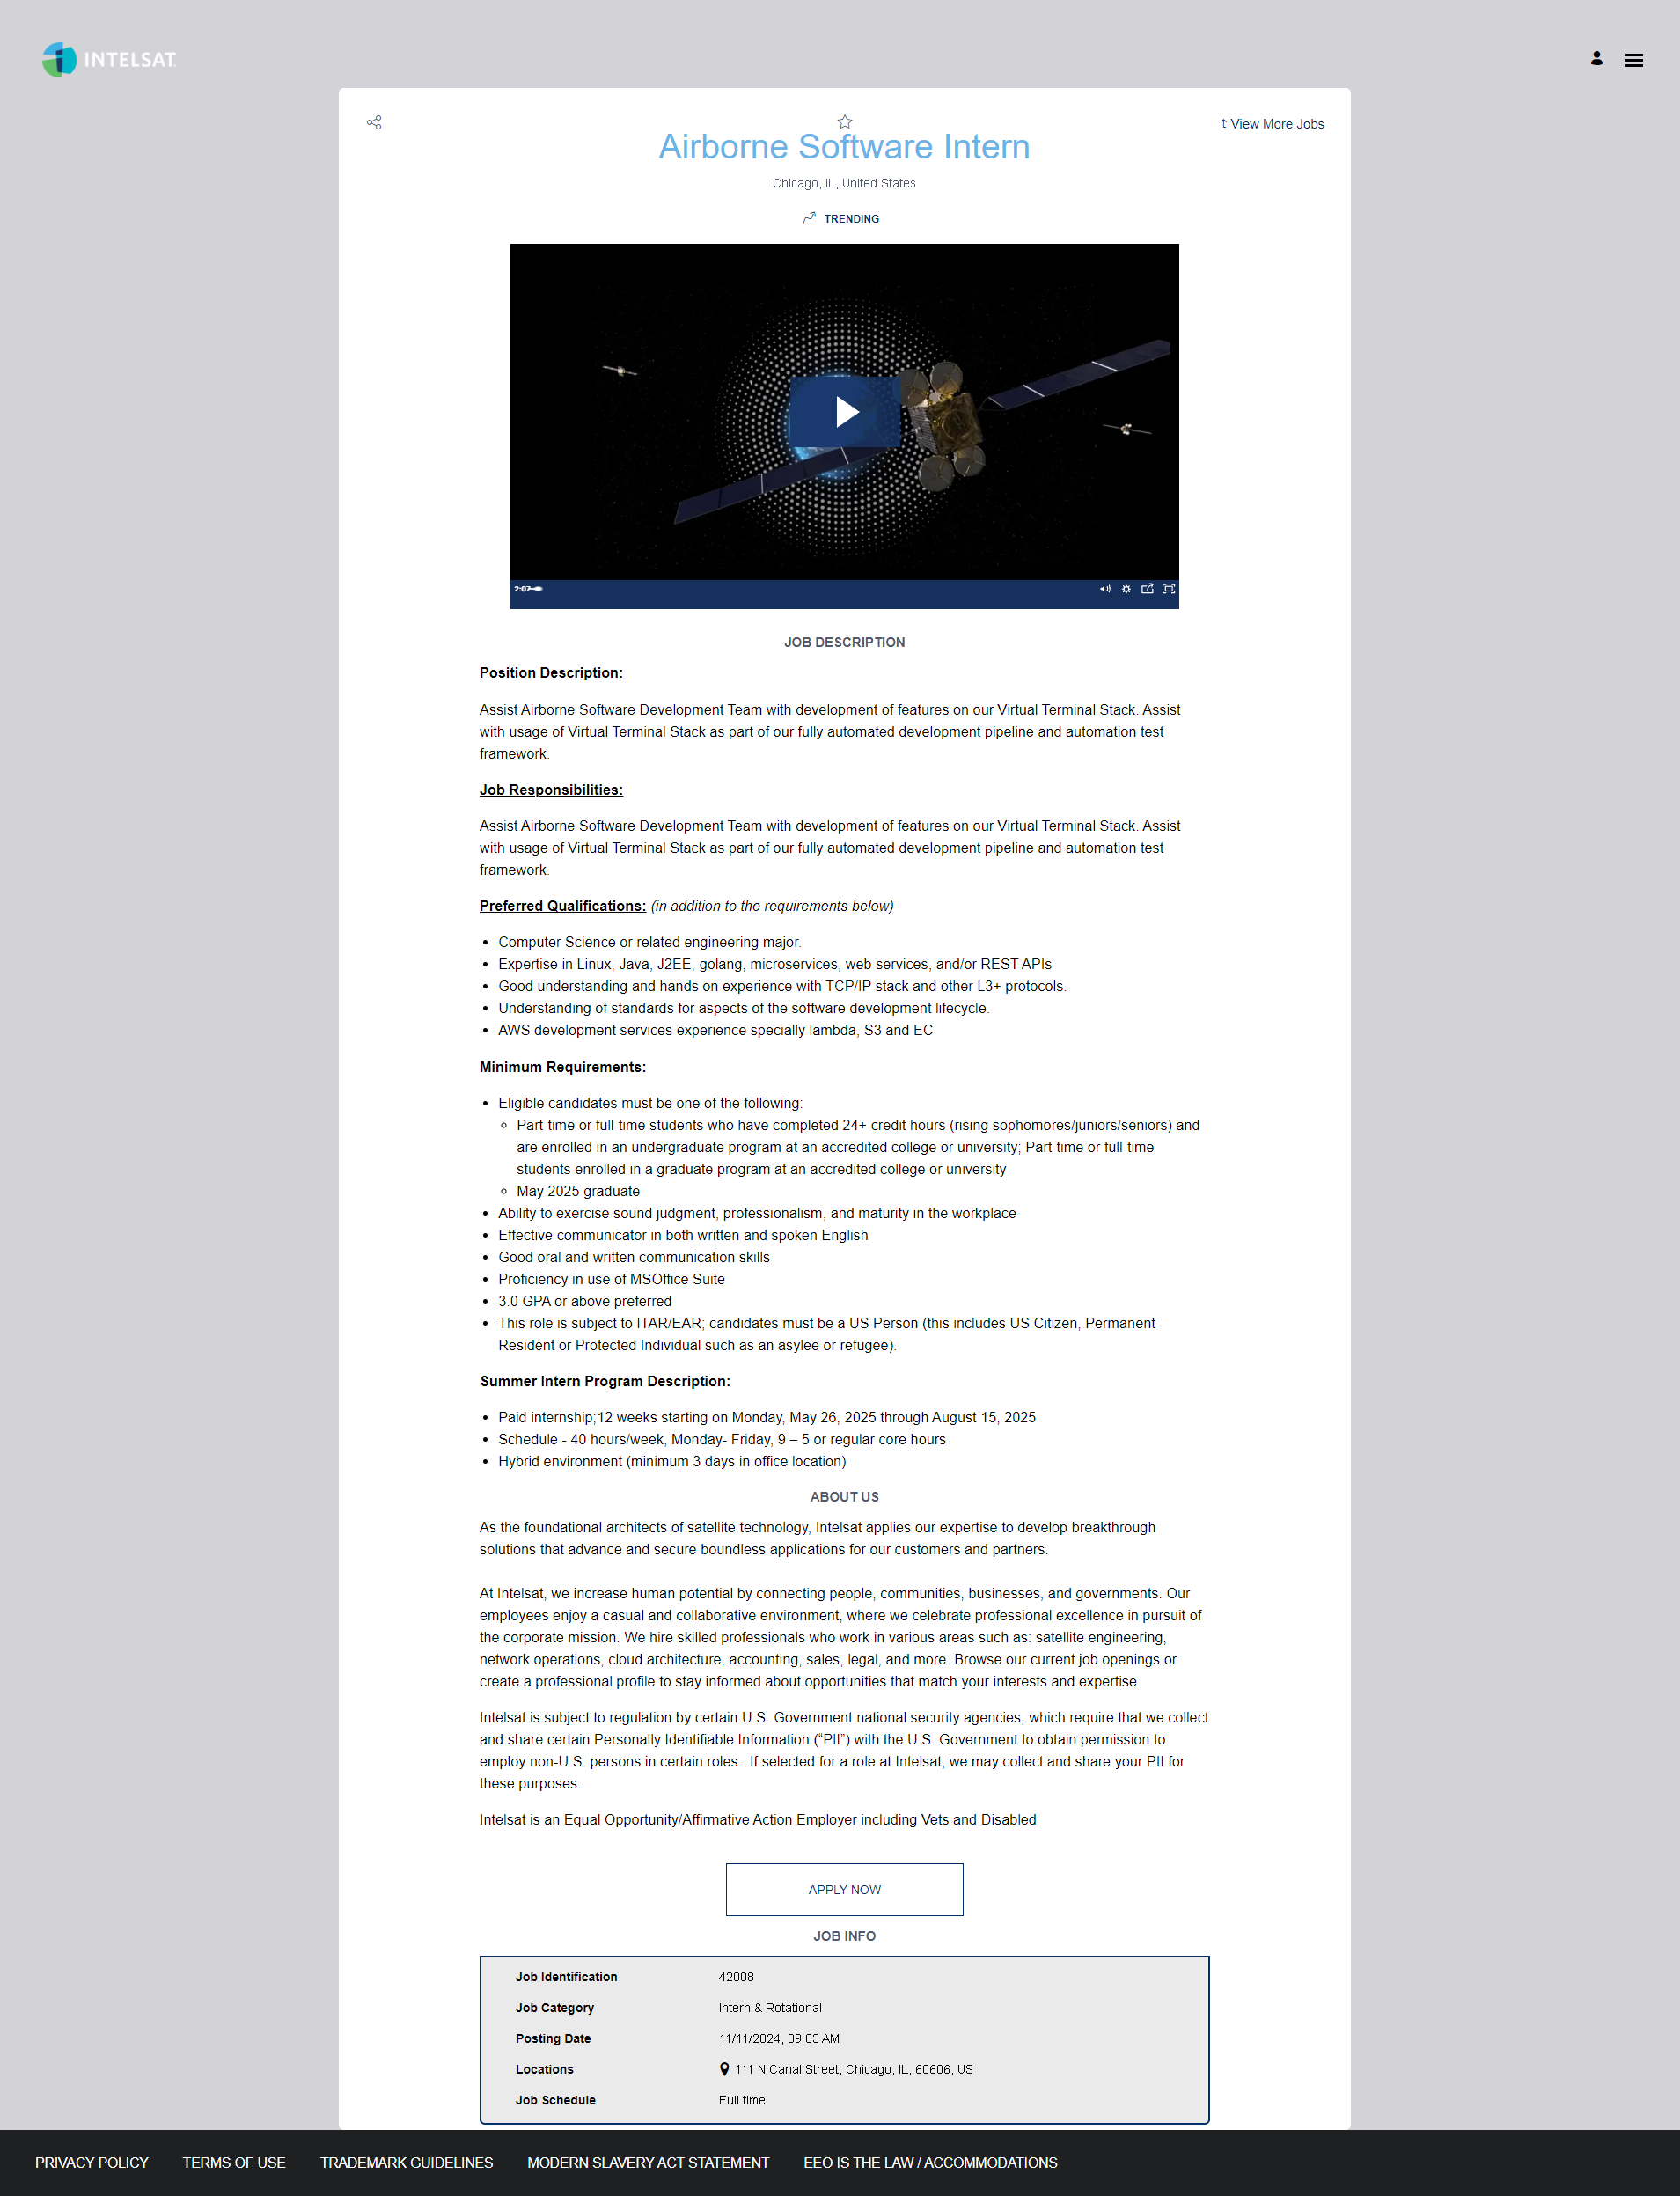 INTELSAT
↑ View More Jobs
Airborne Software Intern
Chicago, IL, United States
TRENDING
2:07
JOB DESCRIPTION
Position Description:
Assist Airborne Software Development Team with development of features on our Virtual Terminal Stack. Assist
with usage of Virtual Terminal Stack as part of our fully automated development pipeline and automation test
framework.
Job Responsibilities:
Assist Airborne Software Development Team with development of features on our Virtual Terminal Stack. Assist
with usage of Virtual Terminal Stack as part of our fully automated development pipeline and automation test
framework.
Preferred Qualifications: (in addition to the requirements below)
• Computer Science or related engineering major.
• Expertise in Linux, Java, J2EE, golang, microservices, web services, and/or REST APIs
• Good understanding and hands on experience with TCP/IP stack and other L3+ protocols.
• Understanding of standards for aspects of the software development lifecycle.
• AWS development services experience specially lambda, S3 and EC
Minimum Requirements:
• Eligible candidates must be one of the following:
◦ Part-time or full-time students who have completed 24+ credit hours (rising sophomores/juniors/seniors) and
are enrolled in an undergraduate program at an accredited college or university; Part-time or full-time
students enrolled in a graduate program at an accredited college or university
◦ May 2025 graduate
• Ability to exercise sound judgment, professionalism, and maturity in the workplace
• Effective communicator in both written and spoken English
• Good oral and written communication skills
• Proficiency in use of MSOffice Suite
• 3.0 GPA or above preferred
• This role is subject to ITAR/EAR; candidates must be a US Person (this includes US Citizen, Permanent
Resident or Protected Individual such as an asylee or refugee).
Summer Intern Program Description:
• Paid internship;12 weeks starting on Monday, May 26, 2025 through August 15, 2025
• Schedule - 40 hours/week, Monday- Friday, 9 – 5 or regular core hours
• Hybrid environment (minimum 3 days in office location)
ABOUT US
As the foundational architects of satellite technology, Intelsat applies our expertise to develop breakthrough
solutions that advance and secure boundless applications for our customers and partners.
At Intelsat, we increase human potential by connecting people, communities, businesses, and governments. Our
employees enjoy a casual and collaborative environment, where we celebrate professional excellence in pursuit of
the corporate mission. We hire skilled professionals who work in various areas such as: satellite engineering,
network operations, cloud architecture, accounting, sales, legal, and more. Browse our current job openings or
create a professional profile to stay informed about opportunities that match your interests and expertise.
Intelsat is subject to regulation by certain U.S. Government national security agencies, which require that we collect
and share certain Personally Identifiable Information (“PII”) with the U.S. Government to obtain permission to
employ non-U.S. persons in certain roles.  If selected for a role at Intelsat, we may collect and share your PII for
these purposes.
Intelsat is an Equal Opportunity/Affirmative Action Employer including Vets and Disabled
APPLY NOW
JOB INFO
Job Identification 42008
Job Category Intern & Rotational
Posting Date 11/11/2024, 09:03 AM
Locations 111 N Canal Street, Chicago, IL, 60606, US
Job Schedule Full time
PRIVACY POLICY TERMS OF USE TRADEMARK GUIDELINES MODERN SLAVERY ACT STATEMENT EEO IS THE LAW / ACCOMMODATIONS